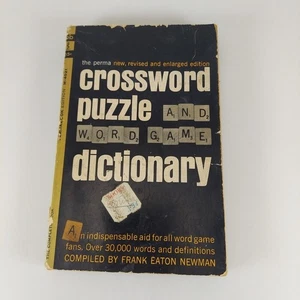 the perma new, revised and enlarged edition
crossword
puzzle AND
WORD GAME
dictionary
An indispensable aid for all word game
fans. Over 30,000 words and definitions
COMPILED BY FRANK EATON NEWMAN